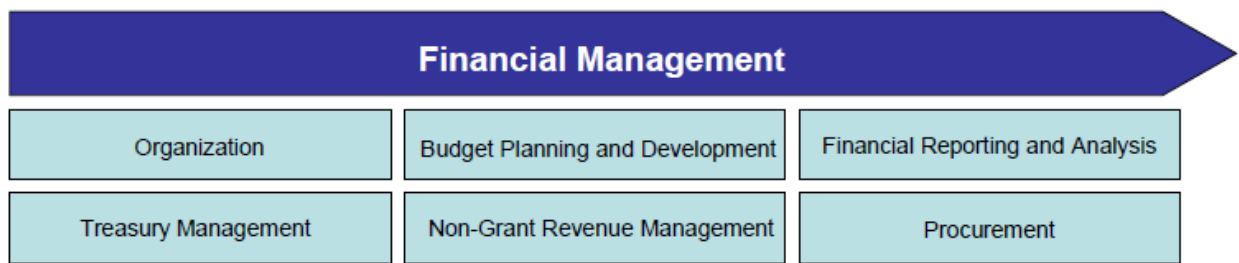 Financial Management
Organization
Budget Planning and Development
Financial Reporting and Analysis
Treasury Management
Non-Grant Revenue Management
Procurement